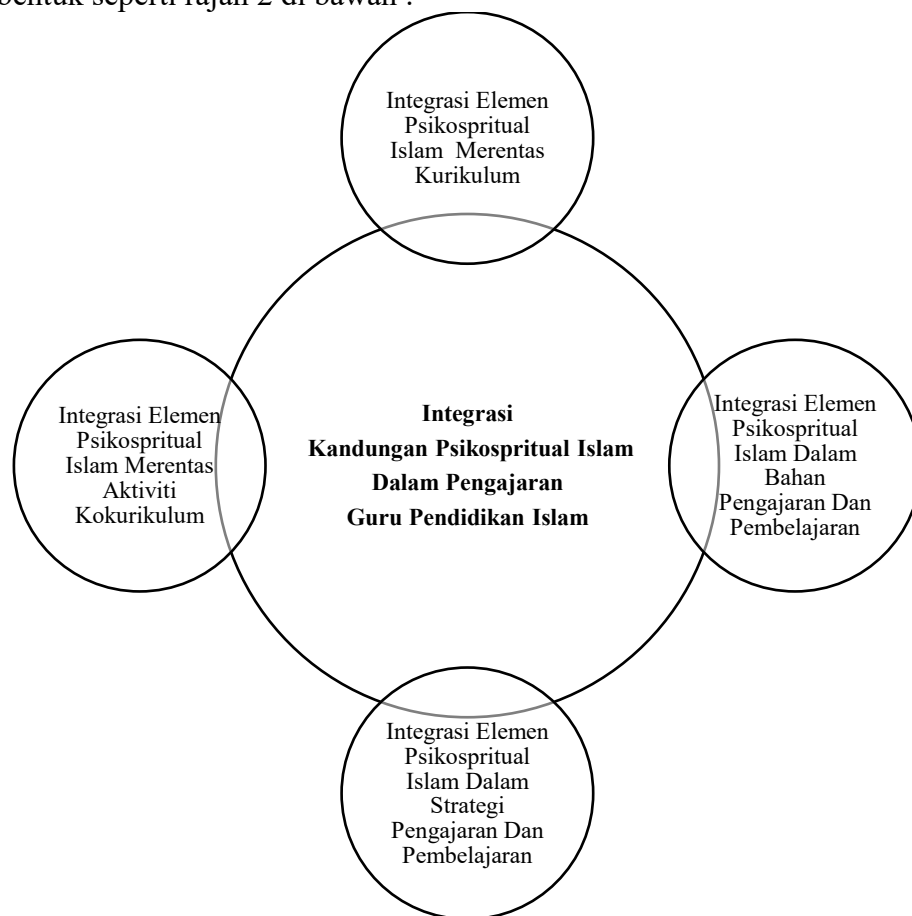 bentuk seperti rajah 2 di bawah :
Integrasi Elemen
Psikospritual
Islam Merentas
Kurikulum
Integrasi Elemen
Psikospritual
Islam Merentas
Aktiviti
Kokurikulum
Integrasi
Kandungan Psikospritual Islam
Dalam Pengajaran
Guru Pendidikan Islam
Integrasi Elemen
Psikospritual
Islam Dalam
Bahan
Pengajaran Dan
Pembelajaran
Integrasi Elemen
Psikospritual
Islam Dalam
Strategi
Pengajaran Dan
Pembelajaran